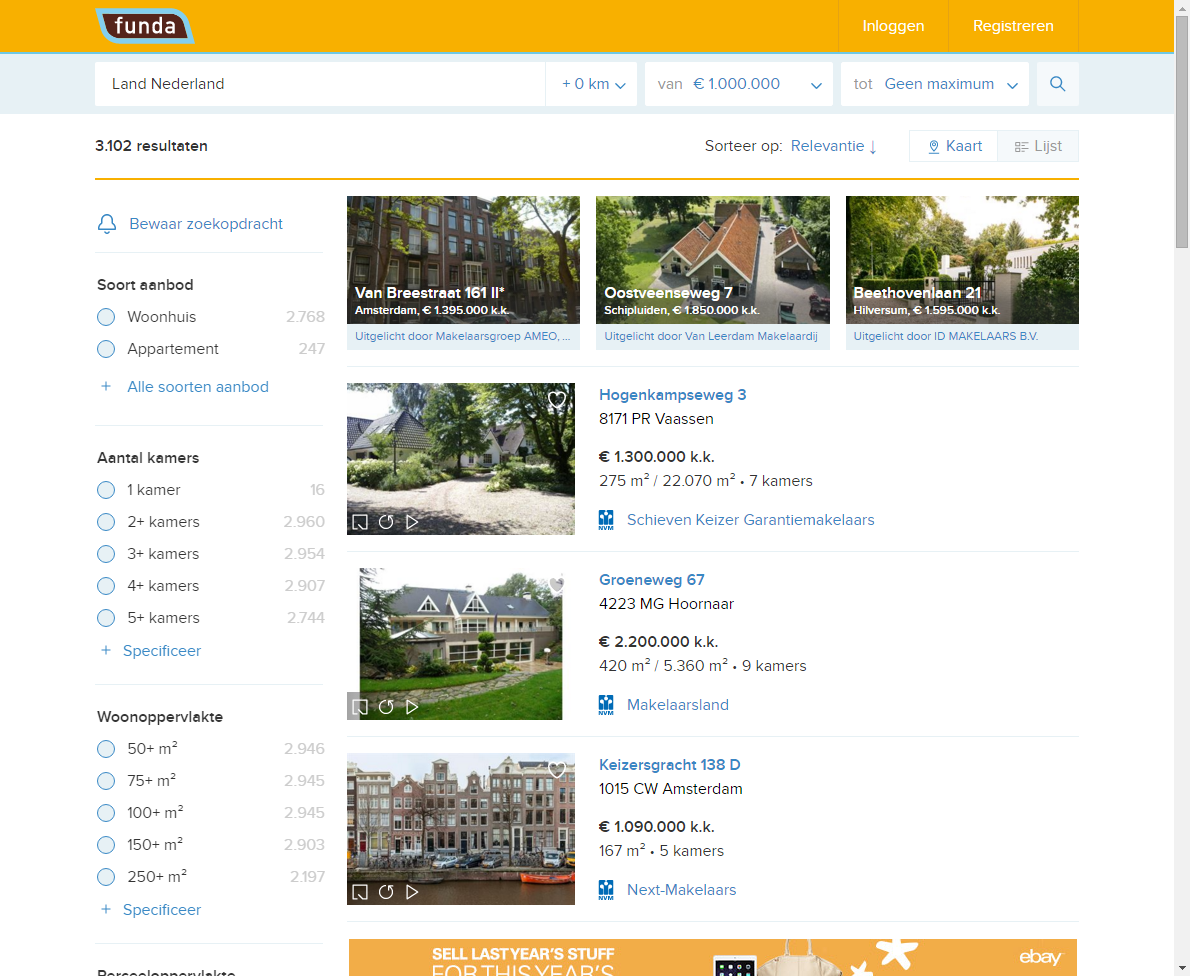 funda
Inloggen
Registreren
Land Nederland
+ 0 km
van € 1.000.000
tot Geen maximum
3.102 resultaten
Sorteer op: Relevantie ↓
Kaart
Lijst
Bewaar zoekopdracht
Soort aanbod
Woonhuis 2.768
Appartement 247
+ Alle soorten aanbod
Aantal kamers
1 kamer 16
2+ kamers 2.960
3+ kamers 2.954
4+ kamers 2.907
5+ kamers 2.744
+ Specificeer
Woonoppervlakte
50+ m² 2.946
75+ m² 2.945
100+ m² 2.945
150+ m² 2.903
250+ m² 2.197
+ Specificeer
Perceeloppervlakte
Van Breestraat 161 II*
Amsterdam, € 1.395.000 k.k.
Uitgelicht door Makelaarsgroep AMEO, ...
Oostveenseweg 7
Schipluiden, € 1.850.000 k.k.
Uitgelicht door Van Leerdam Makelaardij
Beethovenlaan 21
Hilversum, € 1.595.000 k.k.
Uitgelicht door ID MAKELAARS B.V.
Hogenkampseweg 3
8171 PR Vaassen
€ 1.300.000 k.k.
275 m² / 22.070 m² • 7 kamers
NVM Schieven Keizer Garantiemakelaars
Groeneweg 67
4223 MG Hoornaar
€ 2.200.000 k.k.
420 m² / 5.360 m² • 9 kamers
NVM Makelaarsland
Keizersgracht 138 D
1015 CW Amsterdam
€ 1.090.000 k.k.
167 m² • 5 kamers
NVM Next-Makelaars
SELL LAST YEAR'S STUFF
FOR THIS YEAR'S
ebay